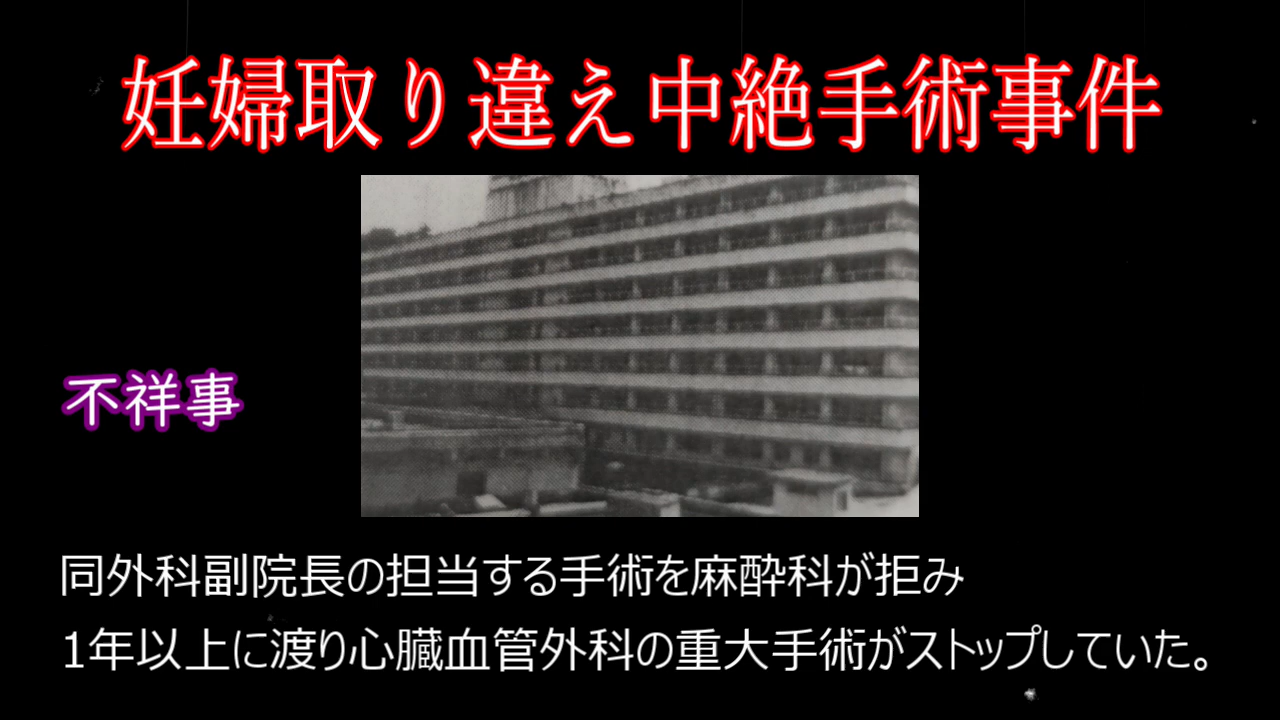 妊婦取り違え中絶手術事件
不祥事
同外科副院長の担当する手術を麻酔科が拒み
1年以上に渡り心臓血管外科の重大手術がストップしていた。